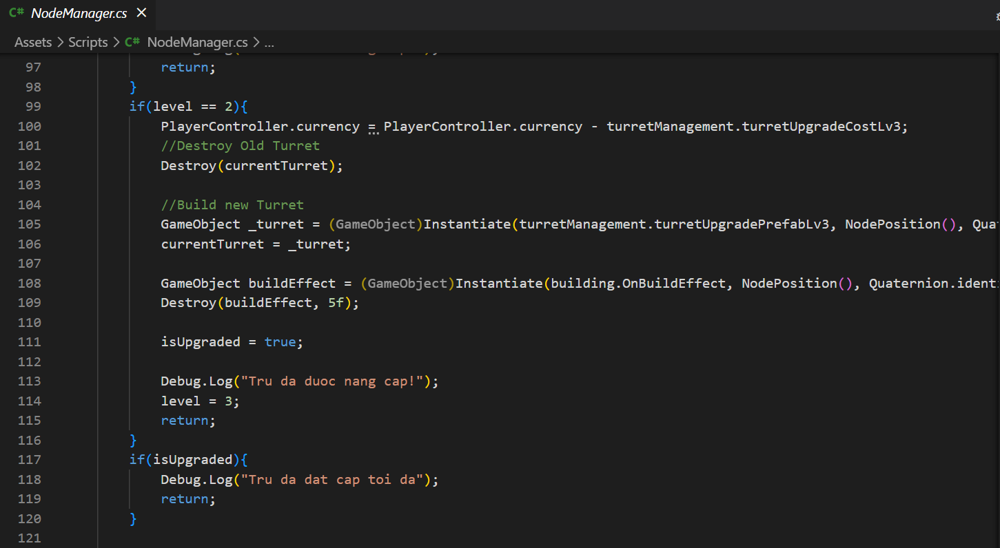 C# NodeManager.cs ×
Assets > Scripts > C# NodeManager.cs > ...
97 return;
98 }
99 if(level == 2){
100 PlayerController.currency = PlayerController.currency - turretManagement.turretUpgradeCostLv3;
101 //Destroy Old Turret
102 Destroy(currentTurret);
103
104 //Build new Turret
105 GameObject _turret = (GameObject)Instantiate(turretManagement.turretUpgradePrefabLv3, NodePosition(), Qua
106 currentTurret = _turret;
107
108 GameObject buildEffect = (GameObject)Instantiate(building.OnBuildEffect, NodePosition(), Quaternion.identi
109 Destroy(buildEffect, 5f);
110
111 isUpgraded = true;
112
113 Debug.Log("Tru da duoc nang cap!");
114 level = 3;
115 return;
116 }
117 if(isUpgraded){
118 Debug.Log("Tru da dat cap toi da");
119 return;
120 }
121